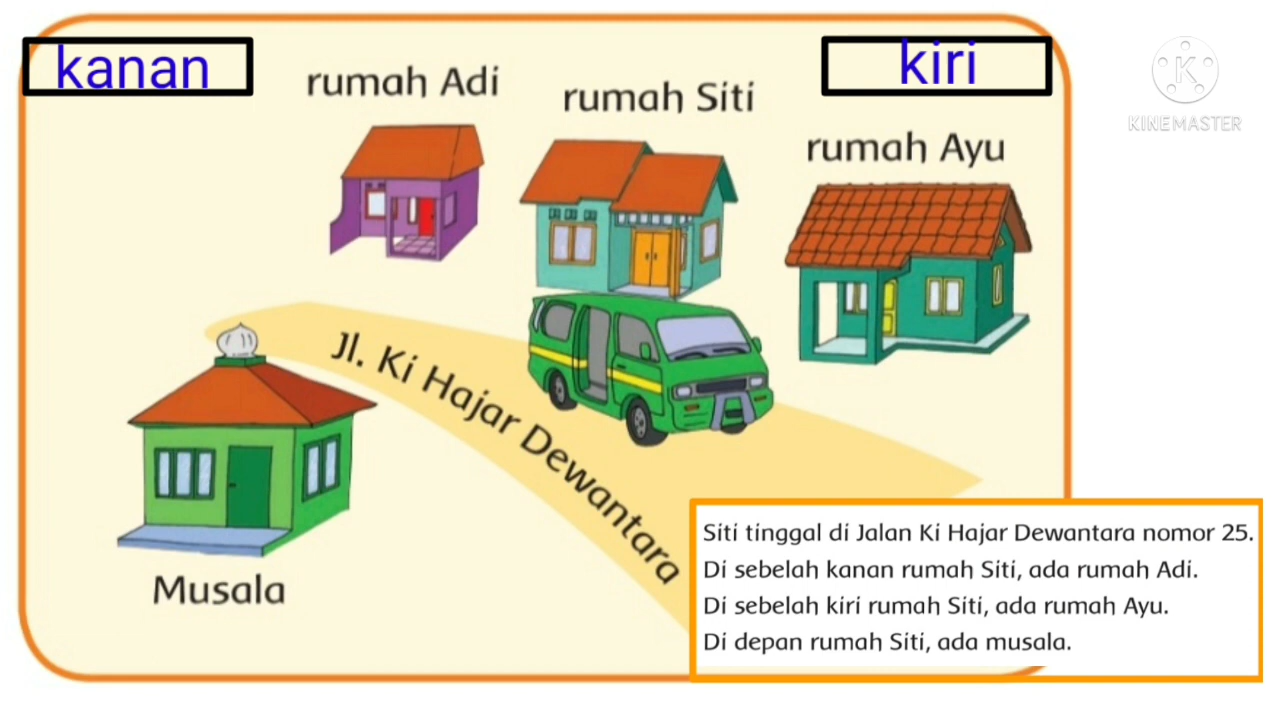 kanan
kiri
rumah Adi
rumah Siti
rumah Ayu
K
KINEMASTER
Jl. Ki Hajar Dewantara
Musala
Siti tinggal di Jalan Ki Hajar Dewantara nomor 25.
Di sebelah kanan rumah Siti, ada rumah Adi.
Di sebelah kiri rumah Siti, ada rumah Ayu.
Di depan rumah Siti, ada musala.